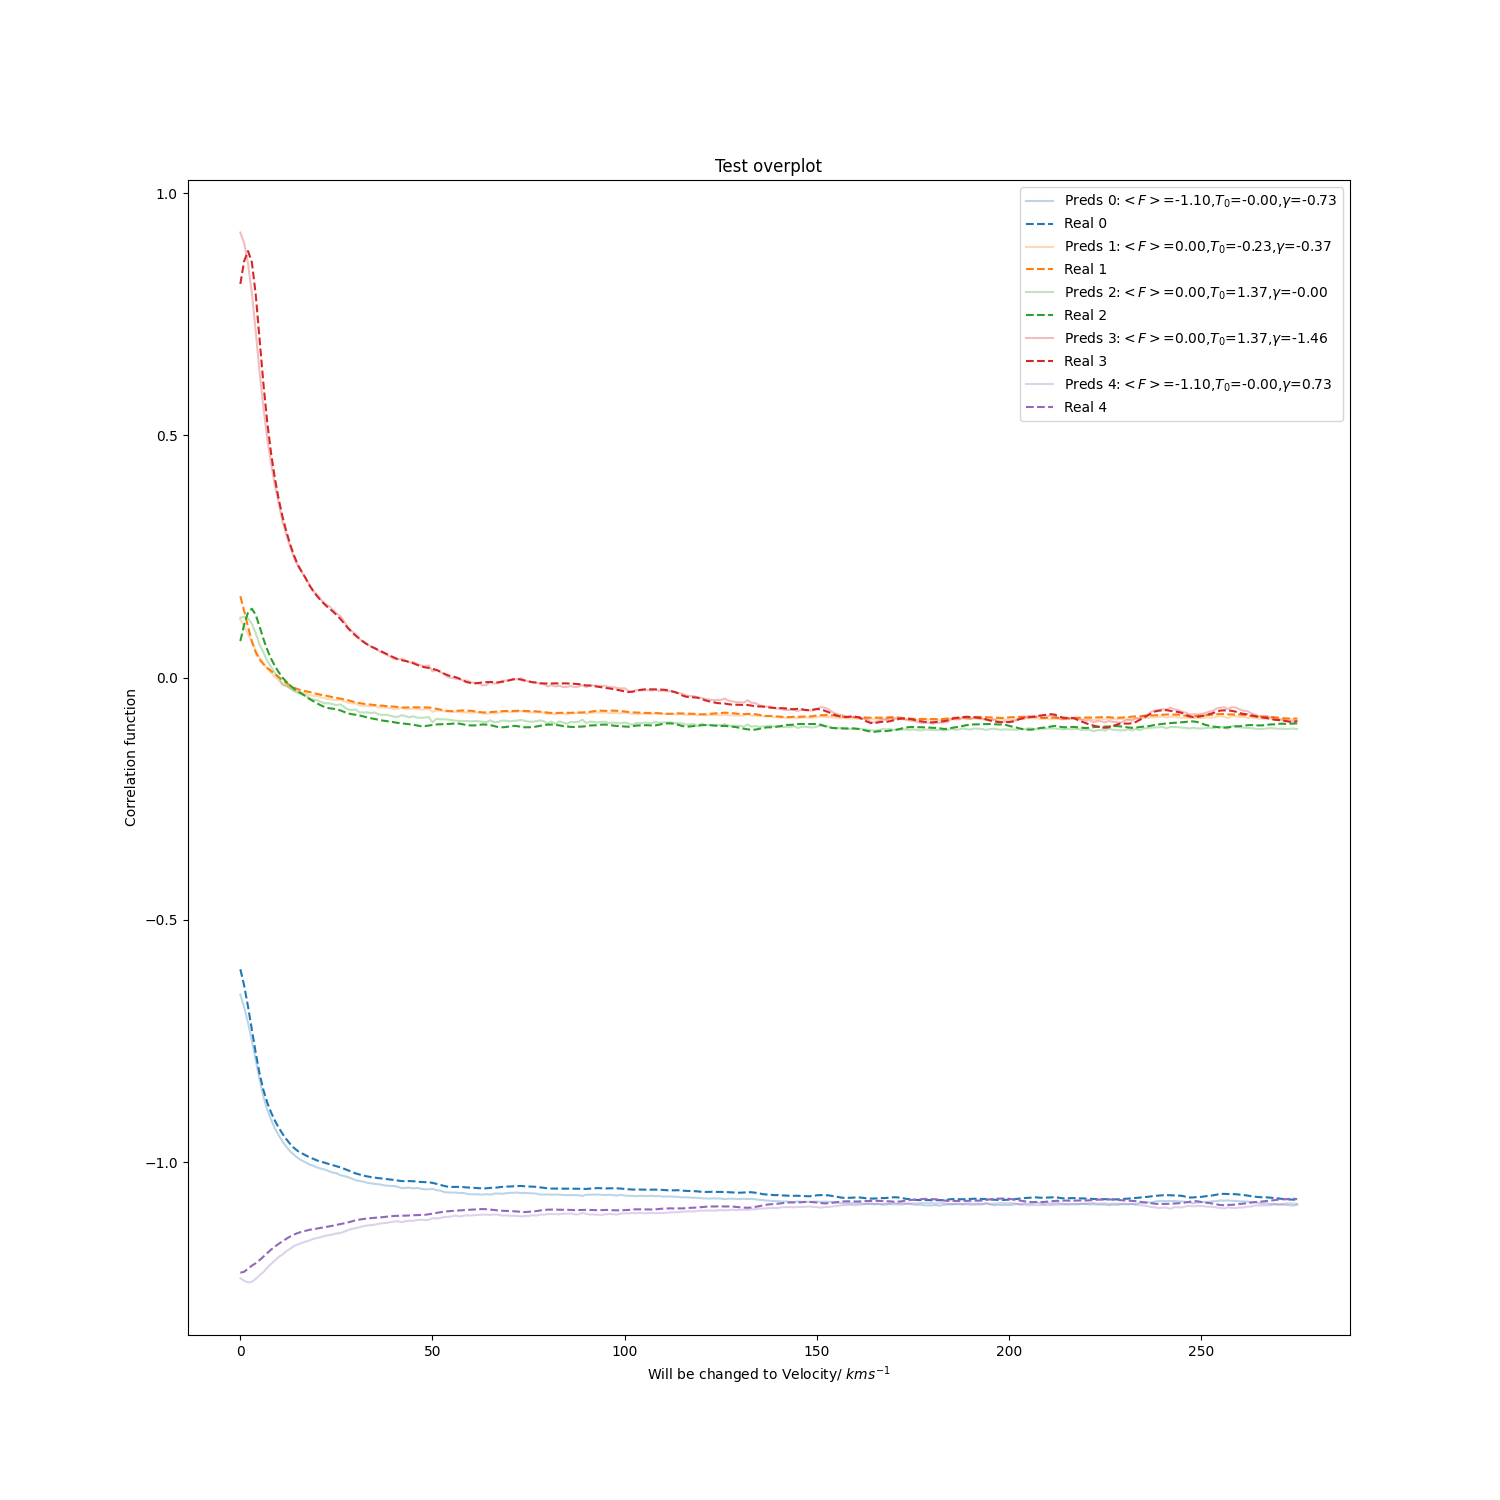 Test overplot
1.0
0.5
0.0
−0.5
−1.0
Correlation function
0 50 100 150 200 250
Will be changed to Velocity/ kms⁻¹
Preds 0: <F>=-1.10,T₀=-0.00,γ=-0.73
Real 0
Preds 1: <F>=0.00,T₀=-0.23,γ=-0.37
Real 1
Preds 2: <F>=0.00,T₀=1.37,γ=-0.00
Real 2
Preds 3: <F>=0.00,T₀=1.37,γ=-1.46
Real 3
Preds 4: <F>=-1.10,T₀=-0.00,γ=0.73
Real 4